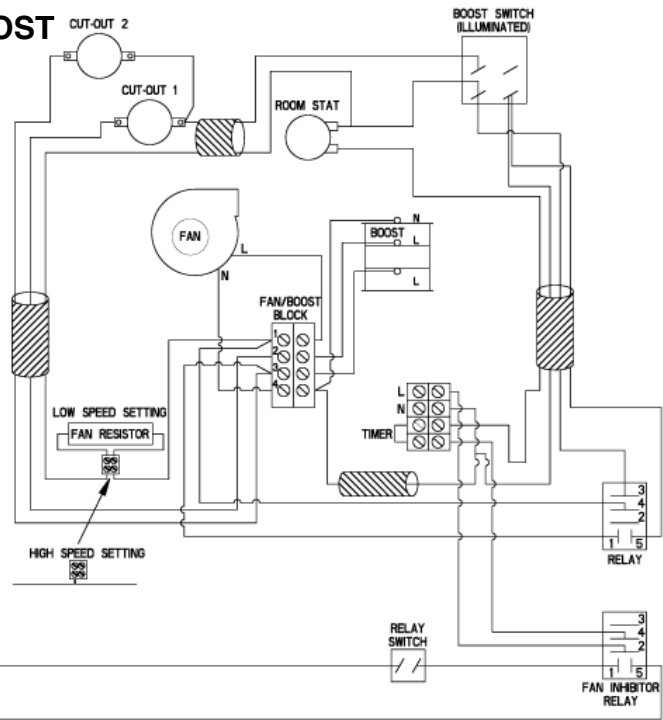 OST
CUT-OUT 2
BOOST SWITCH
(ILLUMINATED)
CUT-OUT 1
ROOM STAT
FAN
L
N
BOOST
N
L
L
FAN/BOOST
BLOCK
1
2
3
4
L
N
TIMER
LOW SPEED SETTING
FAN RESISTOR
HIGH SPEED SETTING
3
4
2
1 5
RELAY
RELAY
SWITCH
3
4
2
1 5
FAN INHIBITOR
RELAY